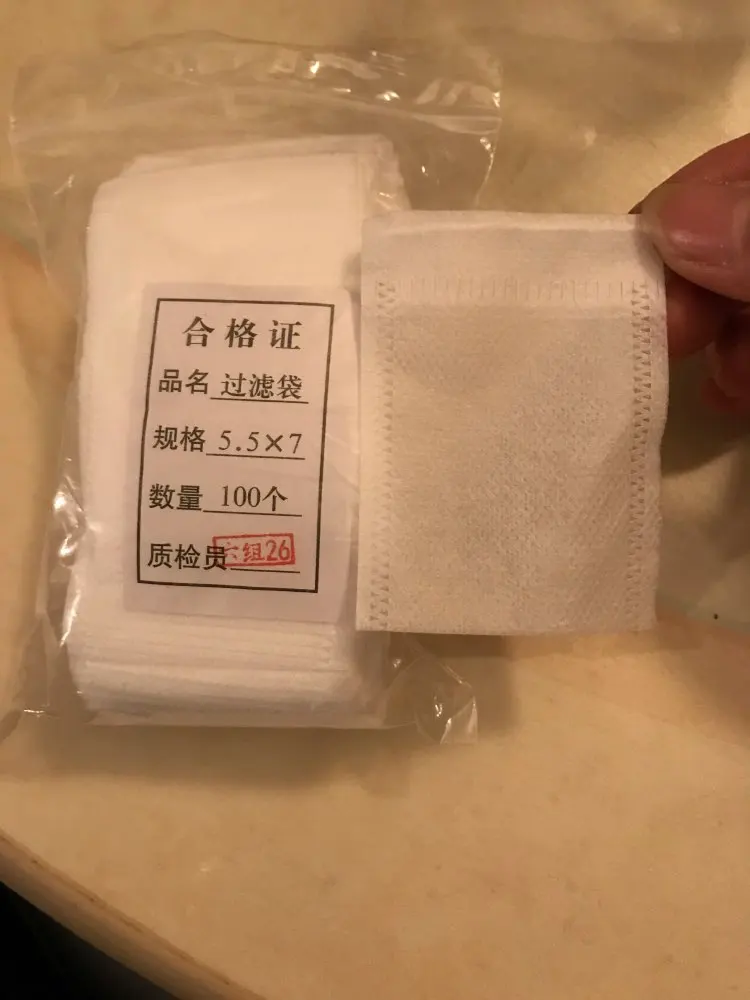 合格证
品名 过滤袋
规格 5.5×7
数量 100个
质检员 六组26